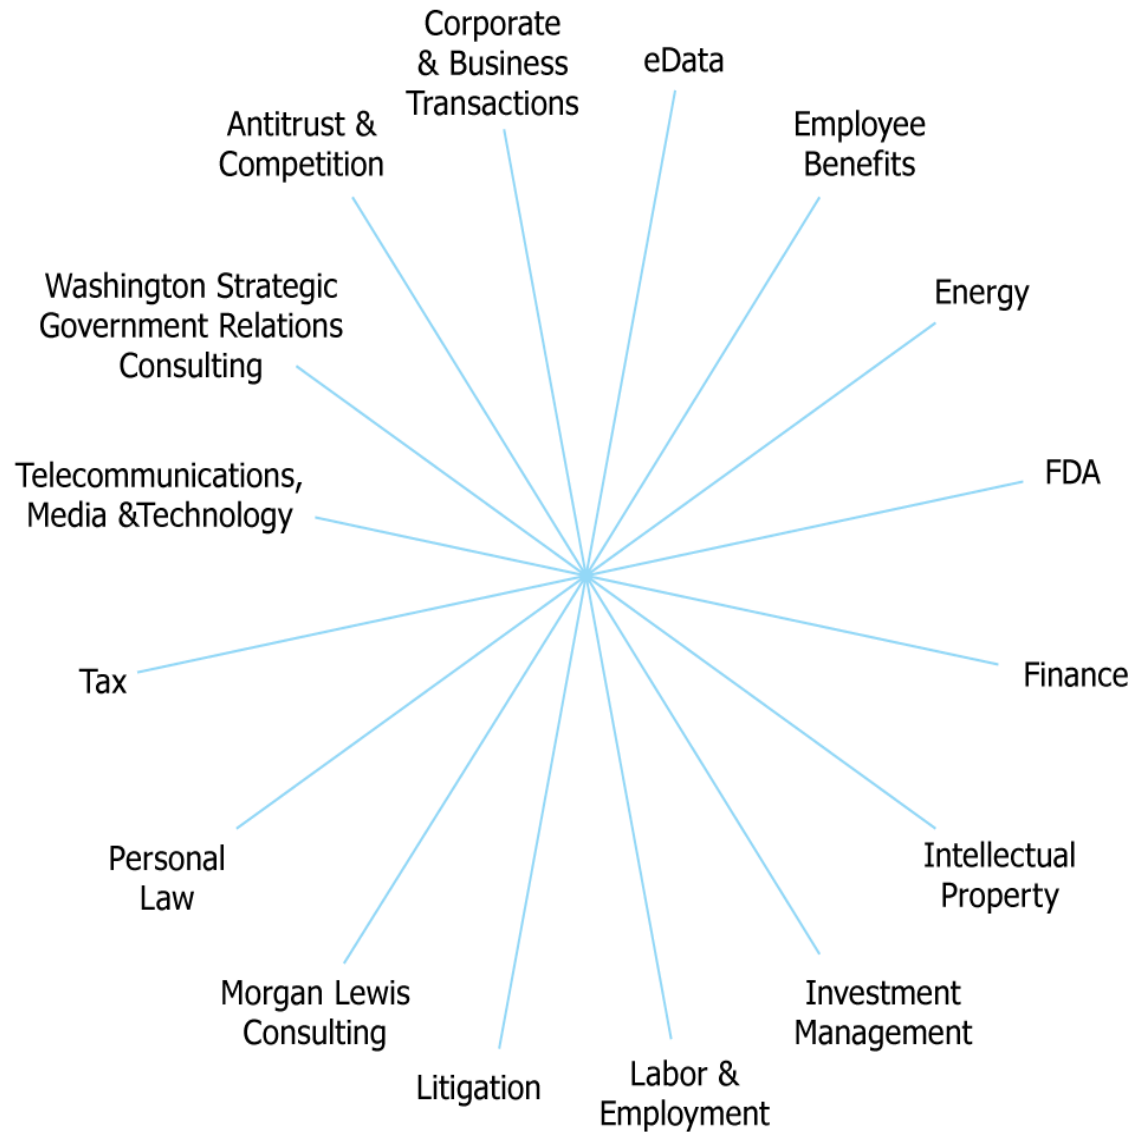 Corporate
& Business
Transactions
eData
Employee
Benefits
Energy
FDA
Finance
Intellectual
Property
Investment
Management
Labor &
Employment
Litigation
Morgan Lewis
Consulting
Personal
Law
Tax
Telecommunications,
Media &Technology
Washington Strategic
Government Relations
Consulting
Antitrust &
Competition